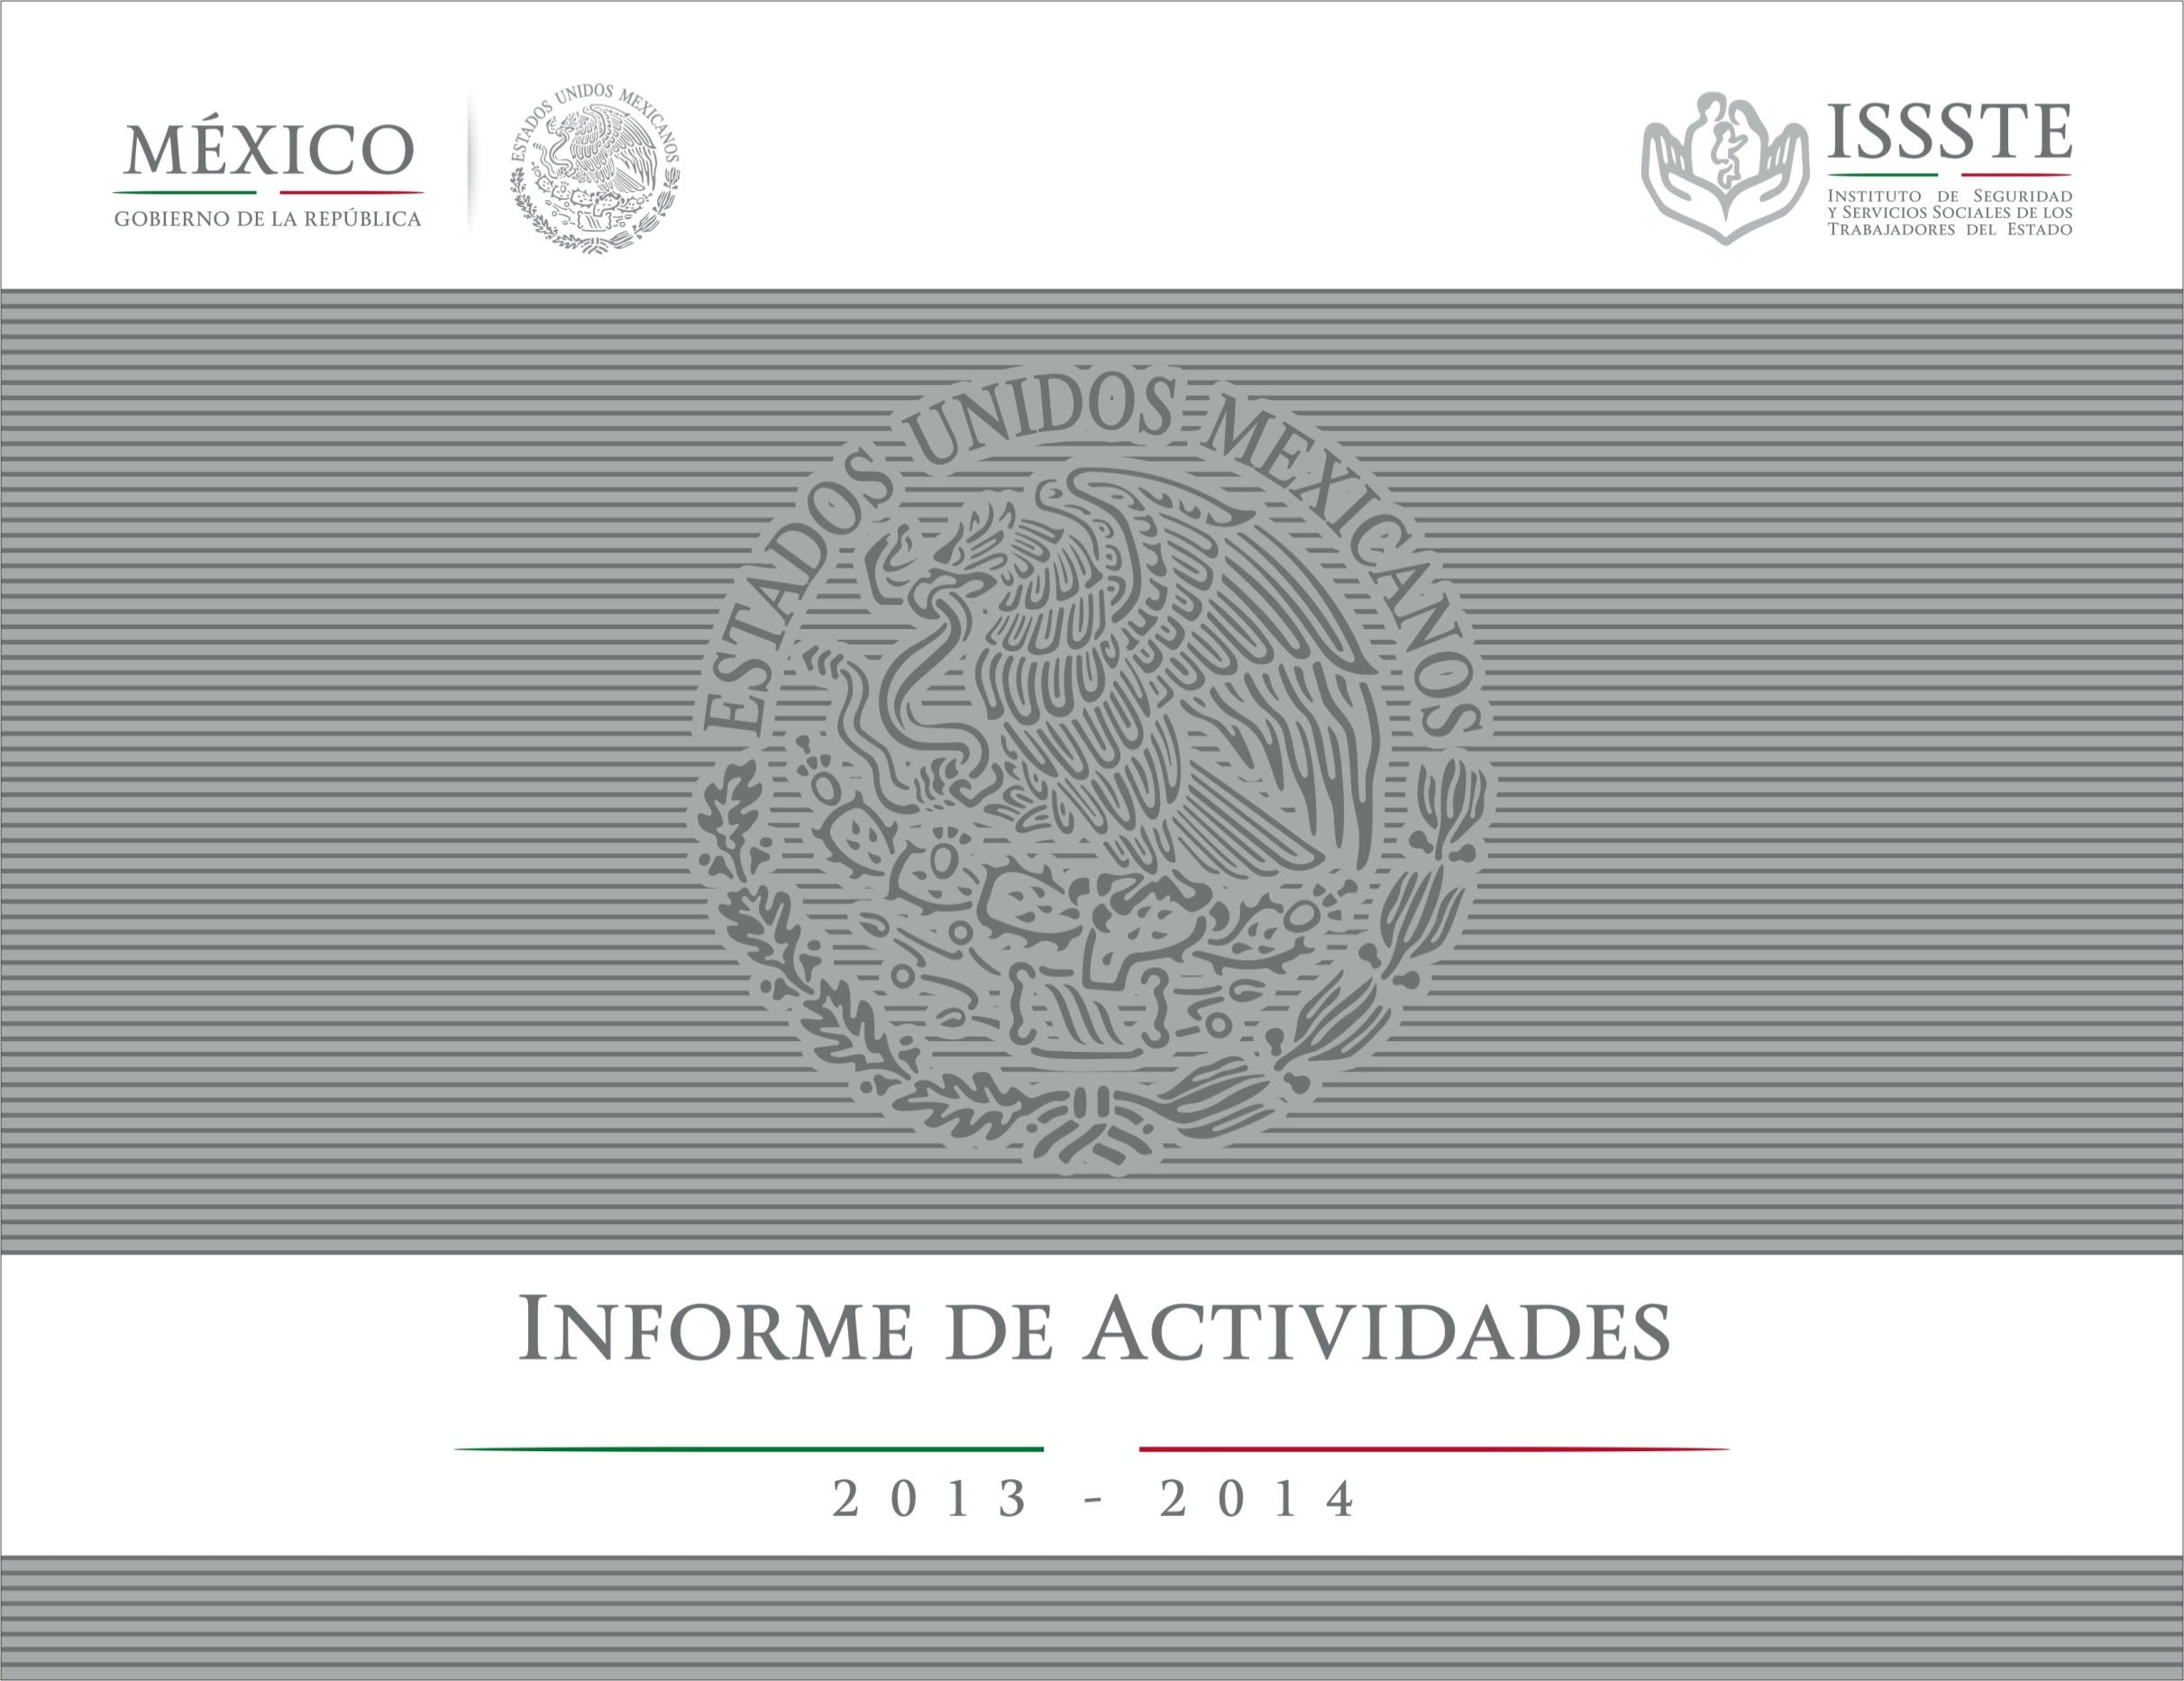 MÉXICO
GOBIERNO DE LA REPÚBLICA
ESTADOS UNIDOS MEXICANOS
ISSSTE
INSTITUTO DE SEGURIDAD
Y SERVICIOS SOCIALES DE LOS
TRABAJADORES DEL ESTADO
ESTADOS UNIDOS MEXICANOS
INFORME DE ACTIVIDADES
2013 - 2014